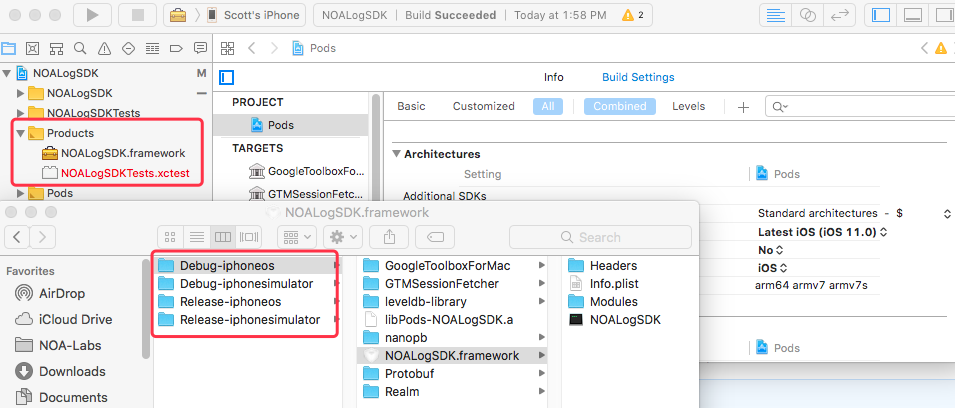 Scott's iPhone
NOALogSDK | Build Succeeded | Today at 1:58 PM 2
NOALogSDK M
NOALogSDK
NOALogSDKTests
Products
NOALogSDK.framework
NOALogSDKTests.xctest
Pods
Pods
Info Build Settings
PROJECT
Pods
TARGETS
GoogleToolboxFor
GTMSessionFetcher
Basic Customized All Combined Levels +
Architectures
Setting Pods
Additional SDKs
Standard architectures - $
Latest iOS (iOS 11.0)
No
iOS
arm64 armv7 armv7s
Pods
NOALogSDK.framework
Search
Favorites
AirDrop
iCloud Drive
NOA-Labs
Downloads
Documents
Debug-iphoneos
Debug-iphonesimulator
Release-iphoneos
Release-iphonesimulator
GoogleToolboxForMac
GTMSessionFetcher
leveldb-library
libPods-NOALogSDK.a
nanopb
NOALogSDK.framework
Protobuf
Realm
Headers
Info.plist
Modules
NOALogSDK